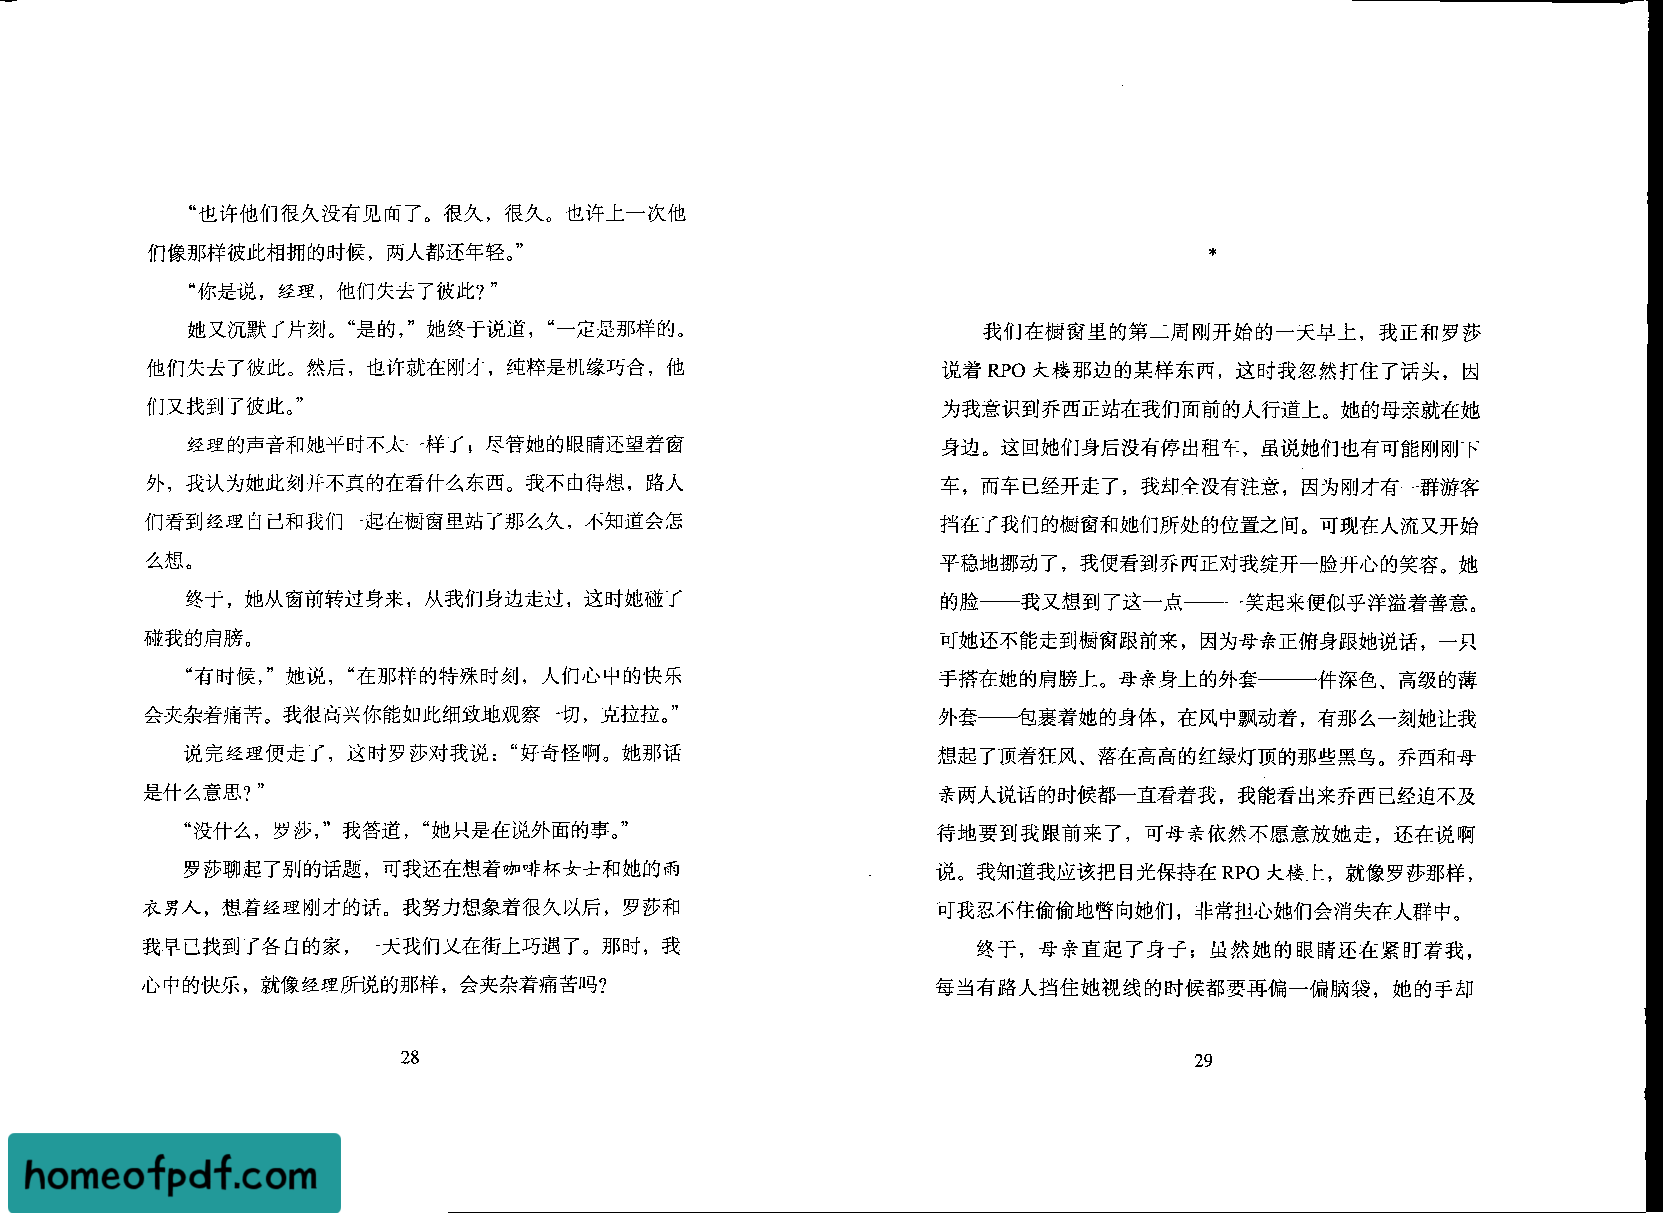 “也许他们很久没有见面了。很久，很久。也许上一次他
们像那样彼此相拥的时候，两人都还年轻。”
“你是说，经理，他们失去了彼此？”
她又沉默了片刻。“是的，”她终于说道，“一定是那样的。
他们失去了彼此。然后，也许就在刚才，纯粹是机缘巧合，他
们又找到了彼此。”
经理的声音和她平时不太一样了；尽管她的眼睛还望着窗
外，我认为她此刻并不真的在看什么东西。我不由得想，路人
们看到经理自己和我们一起在橱窗里站了那么久，不知道会怎
么想。
终于，她从窗前转过身来，从我们身边走过，这时她碰了
碰我的肩膀。
“有时候，”她说，“在那样的特殊时刻，人们心中的快乐
会夹杂着痛苦。我很高兴你能如此细致地观察一切，克拉拉。”
说完经理便走了，这时罗莎对我说：“好奇怪啊。她那话
是什么意思？”
“没什么，罗莎，”我答道，“她只是在说外面的事。”
罗莎聊起了别的话题，可我还在想着咖啡杯女士和她的雨
衣男人，想着经理刚才的话。我努力想象着很久以后，罗莎和
我早已找到了各自的家，一天我们又在街上巧遇了。那时，我
心中的快乐，就像经理所说的那样，会夹杂着痛苦吗？
28
*
我们在橱窗里的第二周刚开始的一天早上，我正和罗莎
说着 RPO 大楼那边的某样东西，这时我忽然打住了话头，因
为我意识到乔西正站在我们面前的人行道上。她的母亲就在她
身边。这回她们身后没有停出租车，虽说她们也有可能刚刚下
车，而车已经开走了，我却全没有注意，因为刚才有一群游客
挡在了我们的橱窗和她们所处的位置之间。可现在人流又开始
平稳地挪动了，我便看到乔西正对我绽开一脸开心的笑容。她
的脸——我又想到了这一点——一笑起来便似乎洋溢着善意。
可她还不能走到橱窗跟前来，因为母亲正俯身跟她说话，一只
手搭在她的肩膀上。母亲身上的外套——一件深色、高级的薄
外套——包裹着她的身体，在风中飘动着，有那么一刻她让我
想起了顶着狂风、落在高高的红绿灯顶的那些黑鸟。乔西和母
亲两人说话的时候都一直看着我，我能看出来乔西已经迫不及
待地要到我跟前来了，可母亲依然不愿意放她走，还在说啊
说。我知道我应该把目光保持在 RPO 大楼上，就像罗莎那样，
可我忍不住偷偷地瞥向她们，非常担心她们会消失在人群中。
终于，母亲直起了身子；虽然她的眼睛还在紧盯着我，
每当有路人挡住她视线的时候都要再偏一偏脑袋，她的手却
29
homeofpdf.com